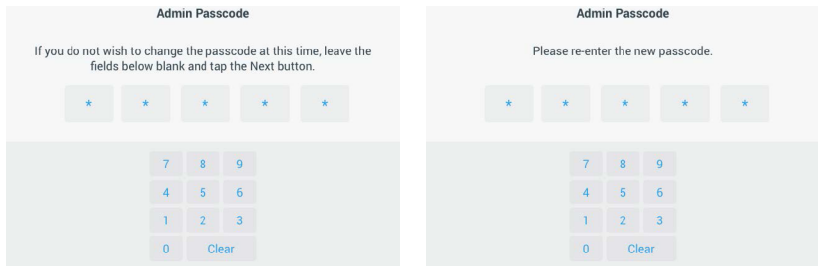 Admin Passcode
If you do not wish to change the passcode at this time, leave the
fields below blank and tap the Next button.
* * * * *
7 8 9
4 5 6
1 2 3
0 Clear
Admin Passcode
Please re-enter the new passcode.
* * * * *
7 8 9
4 5 6
1 2 3
0 Clear